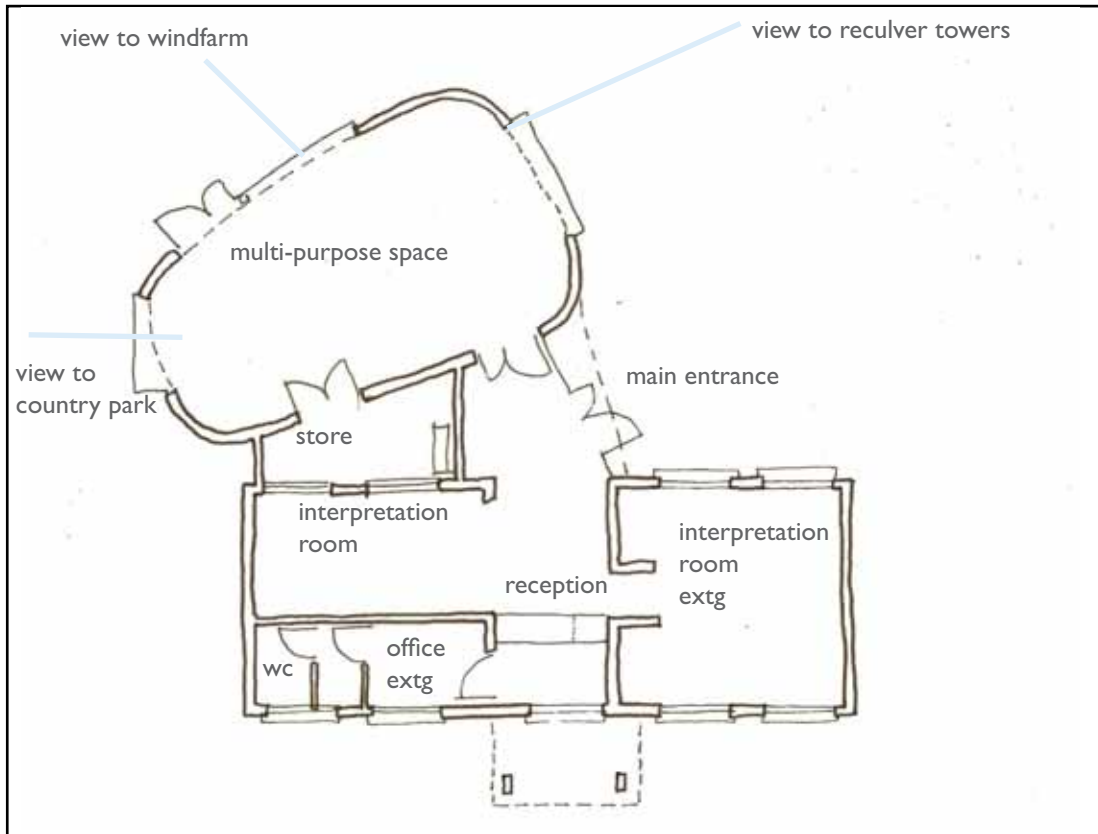 view to windfarm
view to reculver towers
multi-purpose space
view to
country park
main entrance
store
interpretation
room
interpretation
room
extg
reception
wc
office
extg